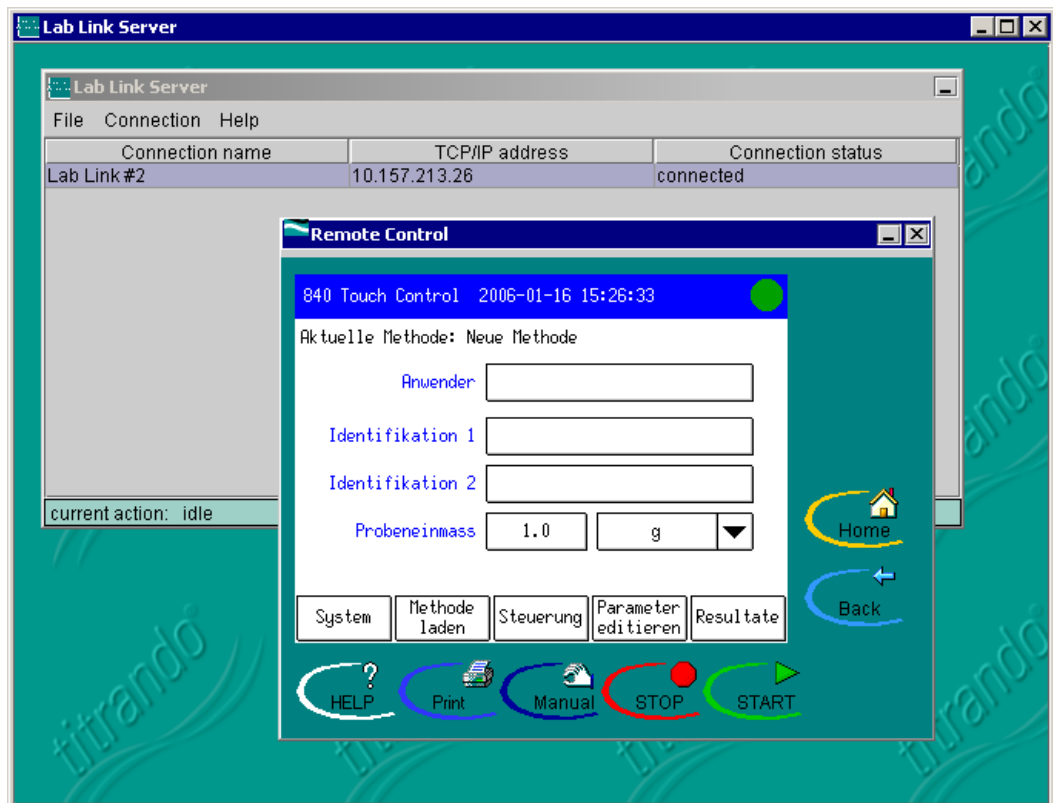 Lab Link Server
Lab Link Server
File Connection Help
Connection name TCP/IP address Connection status
Lab Link #2 10.157.213.26 connected
Remote Control
840 Touch Control 2006-01-16 15:26:33
Aktuelle Methode: Neue Methode
Anwender
Identifikation 1
Identifikation 2
Probeneinmass 1.0 g
current action: idle
Home
Back
System
Methode
laden
Steuerung
Parameter
editieren
Resultate
? HELP
Print
Manual
STOP
START
titrando
titrando
titrando
titrando
titrando